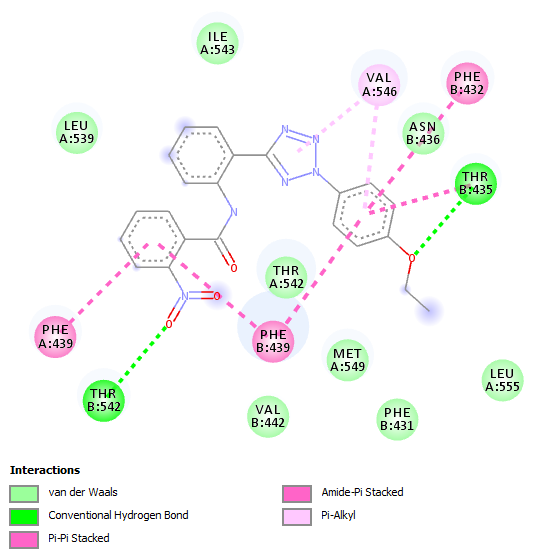 ILE
A:543
VAL
A:546
PHE
B:432
LEU
A:539
ASN
B:436
N
N
N
N
THR
B:435
N
O
O
THR
A:542
N
O
O
PHE
A:439
PHE
B:439
MET
A:549
LEU
A:555
THR
B:542
VAL
B:442
PHE
B:431
Interactions
van der Waals
Conventional Hydrogen Bond
Pi-Pi Stacked
Amide-Pi Stacked
Pi-Alkyl